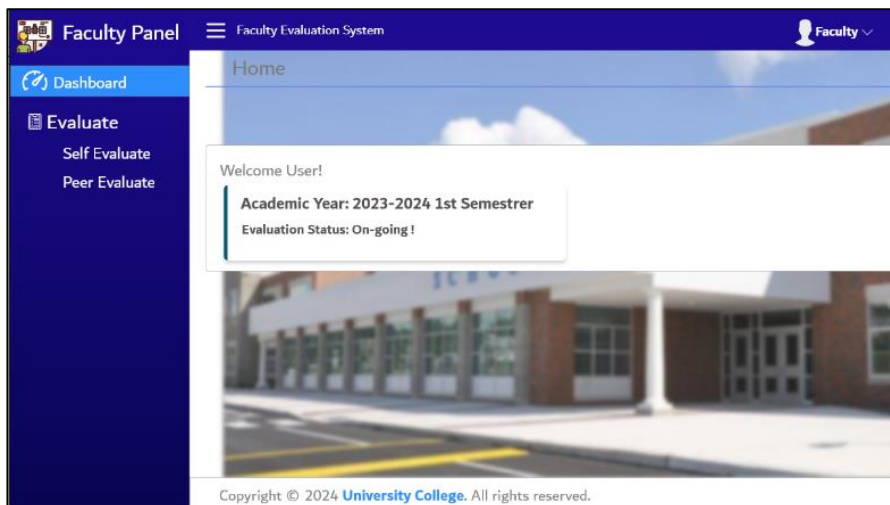 Faculty Panel
Faculty Evaluation System
Faculty
Dashboard
Home
Evaluate
Self Evaluate
Peer Evaluate
Welcome User!
Academic Year: 2023-2024 1st Semestrer
Evaluation Status: On-going !
Copyright © 2024 University College. All rights reserved.